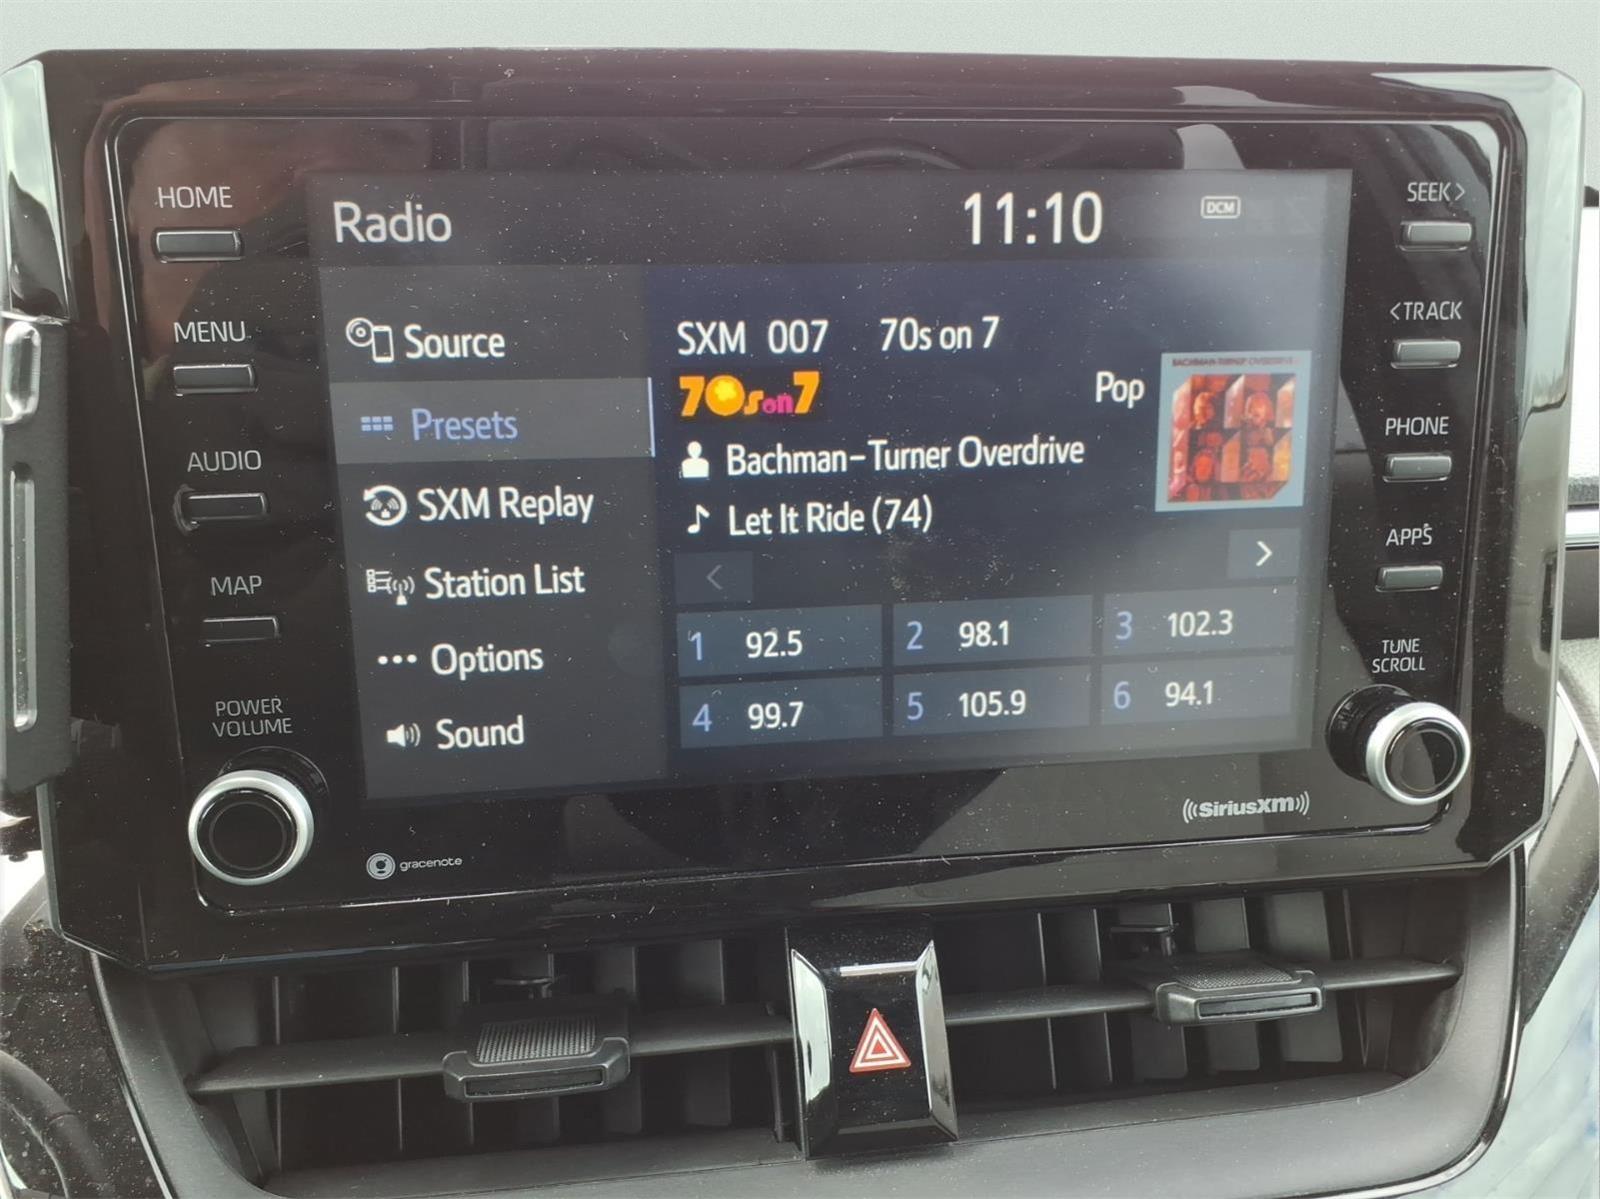 HOME
MENU
AUDIO
MAP
POWER
VOLUME
Radio
11:10
DCM
Source
Presets
SXM Replay
Station List
Options
Sound
SXM 007 70s on 7
70s on 7
Pop
BACHMAN-TURNER OVERDRIVE
Bachman-Turner Overdrive
Let It Ride (74)
<
>
1 92.5
2 98.1
3 102.3
4 99.7
5 105.9
6 94.1
SEEK >
< TRACK
PHONE
APPS
TUNE
SCROLL
gracenote
((SiriusXM))